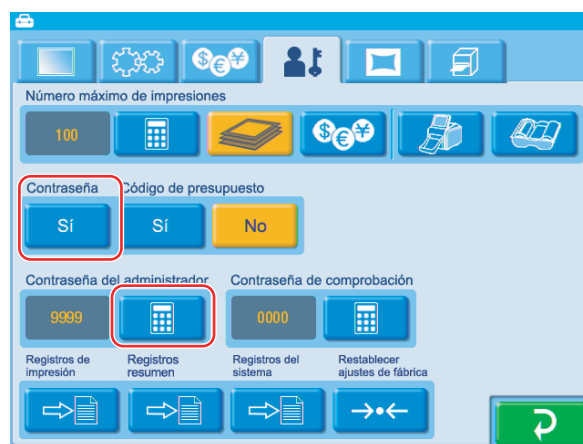 $€¥
Número máximo de impresiones
100
$€¥
Contraseña
Código de presupuesto
Sí
Sí
No
Contraseña del administrador
Contraseña de comprobación
9999
0000
Registros de
impresión
Registros
resumen
Registros del
sistema
Restablecer
ajustes de fábrica